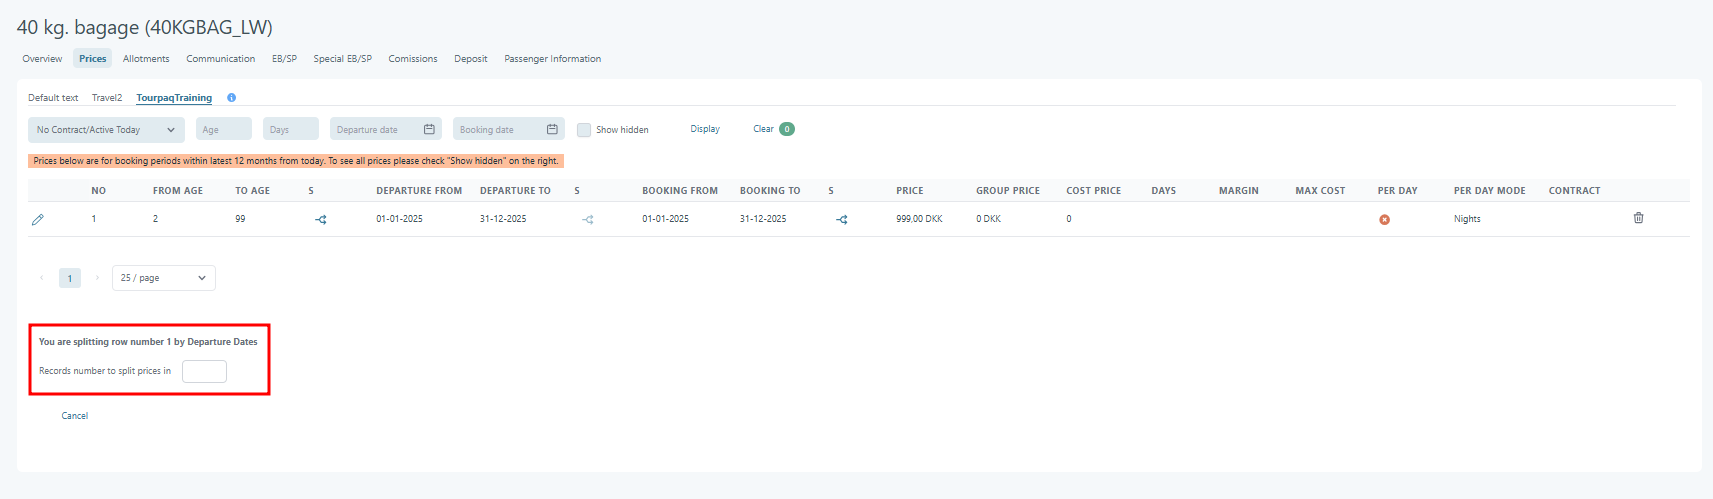 40 kg. bagage (40KGBAG_LW)
Overview Prices Allotments Communication EB/SP Special EB/SP Comissions Deposit Passenger Information
Default text Travel2 TourpaqTraining
No Contract/Active Today Age Days Departure date Booking date Show hidden Display Clear 0
Prices below are for booking periods within latest 12 months from today. To see all prices please check "Show hidden" on the right.
NO FROM AGE TO AGE S DEPARTURE FROM DEPARTURE TO S BOOKING FROM BOOKING TO S PRICE GROUP PRICE COST PRICE DAYS MARGIN MAX COST PER DAY PER DAY MODE CONTRACT
1 2 99 01-01-2025 31-12-2025 01-01-2025 31-12-2025 999,00 DKK 0 DKK 0 Nights
1 25 / page
You are splitting row number 1 by Departure Dates
Records number to split prices in
Cancel